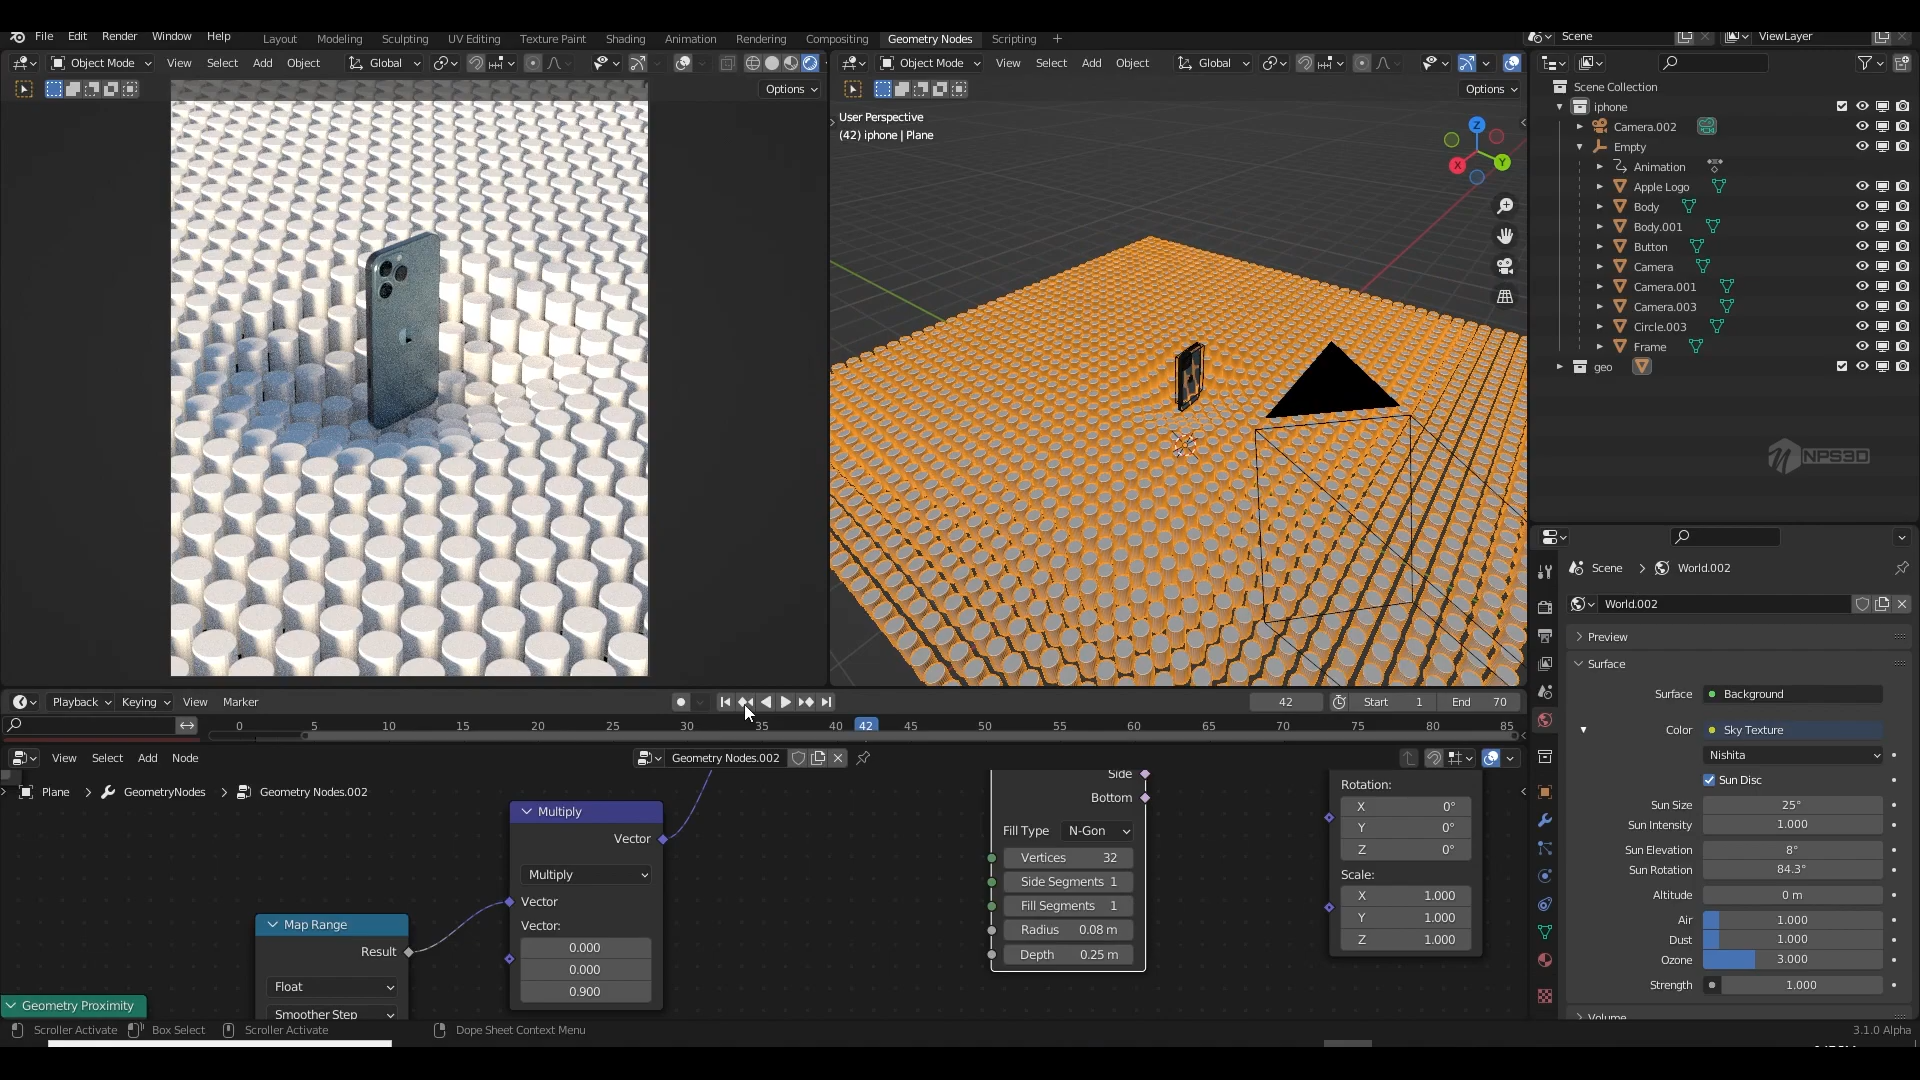 File Edit Render Window Help
Layout Modeling Sculpting UV Editing Texture Paint Shading Animation Rendering Compositing Geometry Nodes Scripting +
Scene ViewLayer
Object Mode View Select Add Object Global
Object Mode View Select Add Object Global
Options
Options
User Perspective
(42) iphone | Plane
Z
X
Y
Scene Collection
iphone
Camera.002
Empty
Animation
Apple Logo
Body
Body.001
Button
Camera
Camera.001
Camera.003
Circle.003
Frame
geo
NPS3D
Scene > World.002
World.002
Preview
Surface
Surface Background
Color Sky Texture
Nishita
Sun Disc
Sun Size 25°
Sun Intensity 1.000
Sun Elevation 8°
Sun Rotation 84.3°
Altitude 0 m
Air 1.000
Dust 1.000
Ozone 3.000
Strength 1.000
Volume
Playback Keying View Marker
42 Start 1 End 70
0 5 10 15 20 25 30 35 40 42 45 50 55 60 65 70 75 80 85
View Select Add Node
Geometry Nodes.002
Plane > GeometryNodes > Geometry Nodes.002
Multiply
Vector
Multiply
Vector
Vector:
0.000
0.000
0.900
Map Range
Result
Float
Smoother Step
Geometry Proximity
Side
Bottom
Fill Type N-Gon
Vertices 32
Side Segments 1
Fill Segments 1
Radius 0.08 m
Depth 0.25 m
Rotation:
X 0°
Y 0°
Z 0°
Scale:
X 1.000
Y 1.000
Z 1.000
Scroller Activate Box Select Scroller Activate Dope Sheet Context Menu
3.1.0 Alpha